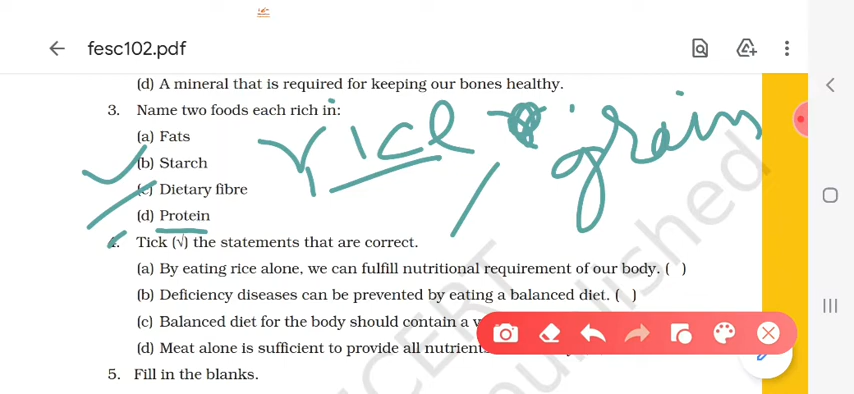 fesc102.pdf
(d) A mineral that is required for keeping our bones healthy.
3. Name two foods each rich in:
(a) Fats
rice
grains
(b) Starch
(c) Dietary fibre
(d) Protein
4. Tick (√) the statements that are correct.
(a) By eating rice alone, we can fulfill nutritional requirement of our body. ( )
(b) Deficiency diseases can be prevented by eating a balanced diet. ( )
(c) Balanced diet for the body should contain a
(d) Meat alone is sufficient to provide all nutrients
5. Fill in the blanks.